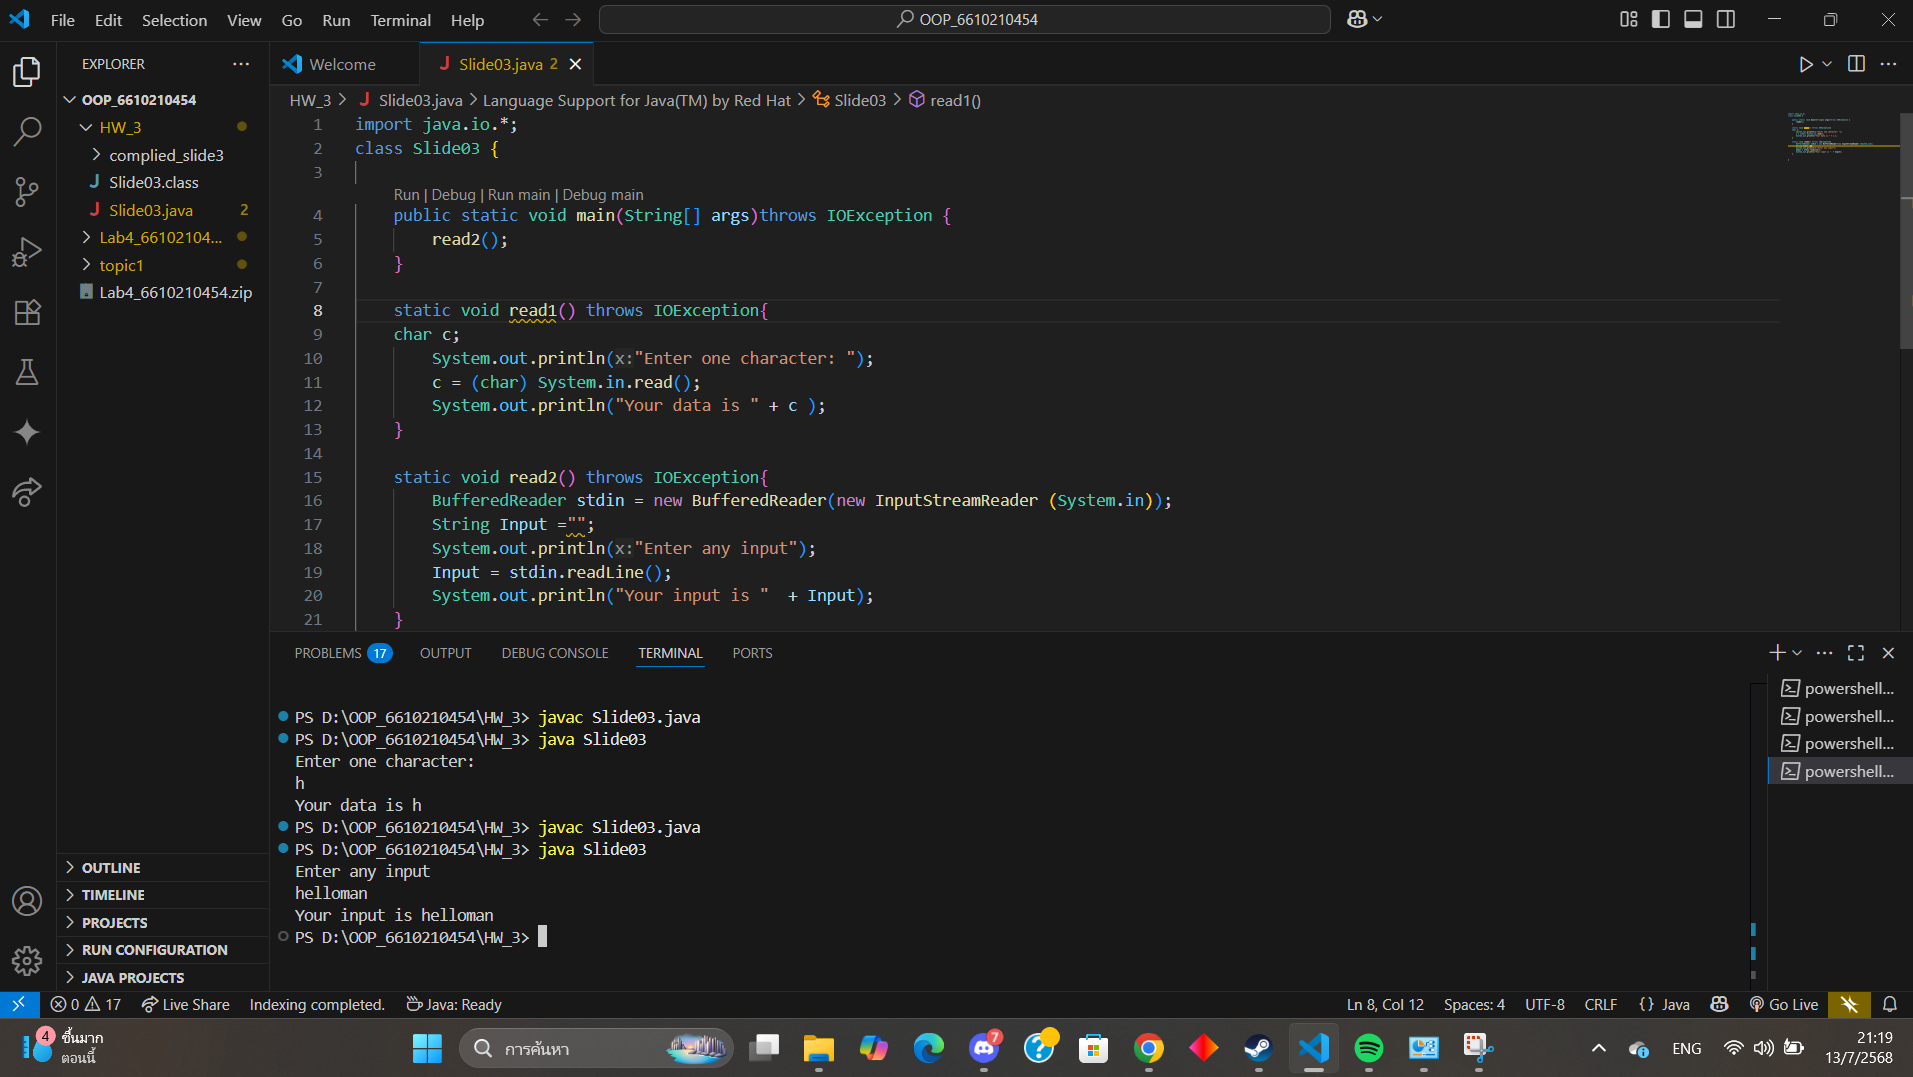 File Edit Selection View Go Run Terminal Help
OOP_6610210454
EXPLORER
OOP_6610210454
HW_3
complied_slide3
Slide03.class
Slide03.java 2
Lab4_66102104...
topic1
Lab4_6610210454.zip
OUTLINE
TIMELINE
PROJECTS
RUN CONFIGURATION
JAVA PROJECTS
Welcome
Slide03.java 2
HW_3 > Slide03.java > Language Support for Java(TM) by Red Hat > Slide03 > read1()
1 import java.io.*;
2 class Slide03 {
3
Run | Debug | Run main | Debug main
4 public static void main(String[] args)throws IOException {
5 read2();
6 }
7
8 static void read1() throws IOException{
9 char c;
10 System.out.println(x:"Enter one character: ");
11 c = (char) System.in.read();
12 System.out.println("Your data is " + c );
13 }
14
15 static void read2() throws IOException{
16 BufferedReader stdin = new BufferedReader(new InputStreamReader (System.in));
17 String Input ="";
18 System.out.println(x:"Enter any input");
19 Input = stdin.readLine();
20 System.out.println("Your input is "  + Input);
21 }
PROBLEMS 17 OUTPUT DEBUG CONSOLE TERMINAL PORTS
PS D:\OOP_6610210454\HW_3> javac Slide03.java
PS D:\OOP_6610210454\HW_3> java Slide03
Enter one character:
h
Your data is h
PS D:\OOP_6610210454\HW_3> javac Slide03.java
PS D:\OOP_6610210454\HW_3> java Slide03
Enter any input
helloman
Your input is helloman
PS D:\OOP_6610210454\HW_3>
powershell...
powershell...
powershell...
powershell...
0 17 Live Share Indexing completed. Java: Ready
Ln 8, Col 12 Spaces: 4 UTF-8 CRLF {} Java Go Live
4 ขึ้นมาก
ตอนนี้
การค้นหา
7
ENG
21:19
13/7/2568